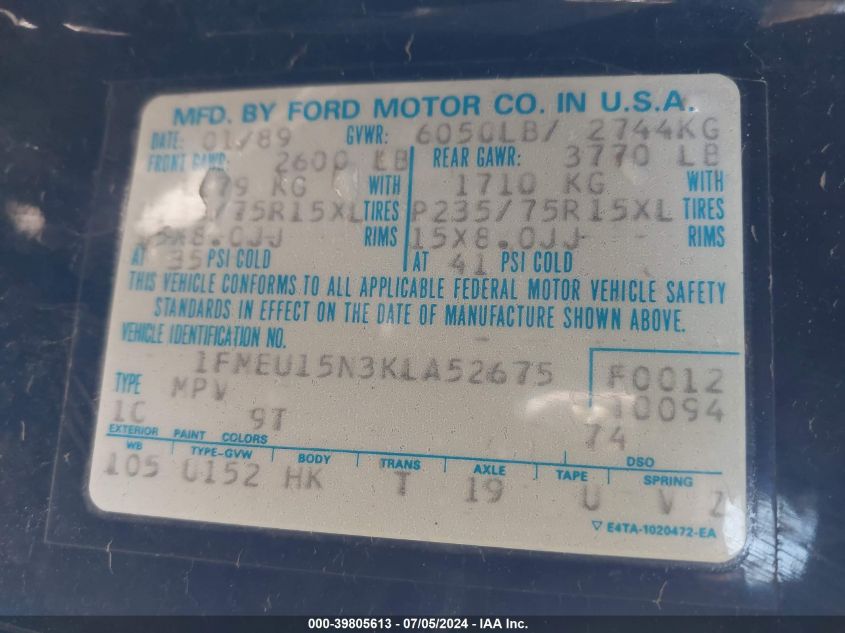 MFD. BY FORD MOTOR CO. IN U.S.A.
DATE: 01/89 GVWR: 6050LB/ 2744KG
FRONT GAWR: 2600 LB REAR GAWR: 3770 LB
79 KG WITH 1710 KG WITH
/75R15XL TIRES P235/75R15XL TIRES
15X8.0JJ RIMS 15X8.0JJ RIMS
AT 35 PSI COLD AT 41 PSI COLD
THIS VEHICLE CONFORMS TO ALL APPLICABLE FEDERAL MOTOR VEHICLE SAFETY
STANDARDS IN EFFECT ON THE DATE OF MANUFACTURE SHOWN ABOVE.
VEHICLE IDENTIFICATION NO.
1FMEU15N3KLA52675 F0012
TYPE MPV 10094
1C 9T 74
EXTERIOR PAINT COLORS DSO
WB TYPE-GVW BODY TRANS AXLE TAPE SPRING
105 U152 HK T 19 U V Z
▽ E4TA-1020472-EA
000-39805613 - 07/05/2024 - IAA Inc.